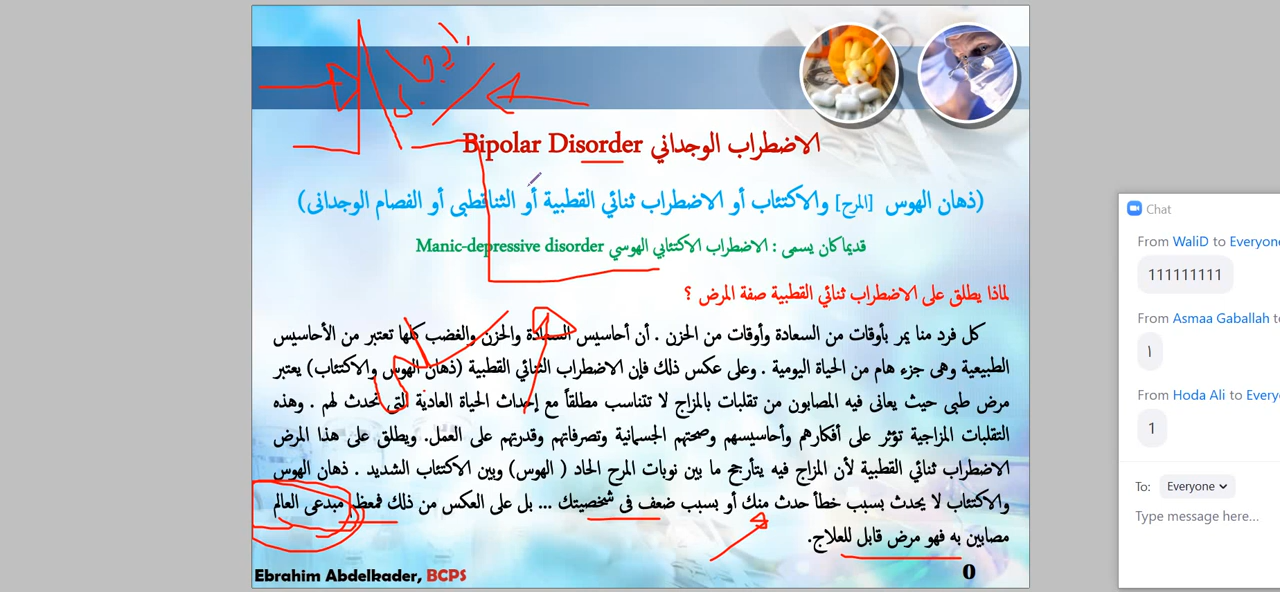 الاضطراب الوجداني Bipolar Disorder
(ذهان الهوس [المرح] والاكتئاب أو الاضطراب ثنائي القطبية أو الثناقطبى أو الفصام الوجدانى)
قديما كان يسمى : الاضطراب الاكتئابي الهوسي Manic-depressive disorder
لماذا يطلق على الاضطراب ثنائي القطبية صفة المرض ؟
كل فرد منا يمر بأوقات من السعادة وأوقات من الحزن . أن أحاسيس السعادة والحزن والغضب كلها تعتبر من الأحاسيس
الطبيعية وهى جزء هام من الحياة اليومية . وعلى عكس ذلك فإن الاضطراب الثنائي القطبية (ذهان الهوس والاكتئاب) يعتبر
مرض طبى حيث يعانى فيه المصابون من تقلبات بالمزاج لا تتناسب مطلقاً مع إحداث الحياة العادية التى تحدث لهم . وهذه
التقلبات المزاجية تؤثر على أفكارهم وأحاسيسهم وصحتهم الجسمانية وتصرفاتهم وقدرتهم على العمل. ويطلق على هذا المرض
الاضطراب ثنائي القطبية لأن المزاج فيه يتأرجح ما بين نوبات المرح الحاد ( الهوس) وبين الاكتئاب الشديد . ذهان الهوس
والاكتئاب لا يحدث بسبب خطأ حدث منك أو بسبب ضعف فى شخصيتك ... بل على العكس من ذلك فمعظم مبدعى العالم
مصابين به فهو مرض قابل للعلاج.
Ebrahim Abdelkader, BCPS
0
Chat
From WaliD to Everyone
111111111
From Asmaa Gaballah to
١
From Hoda Ali to Every
1
To: Everyone
Type message here...